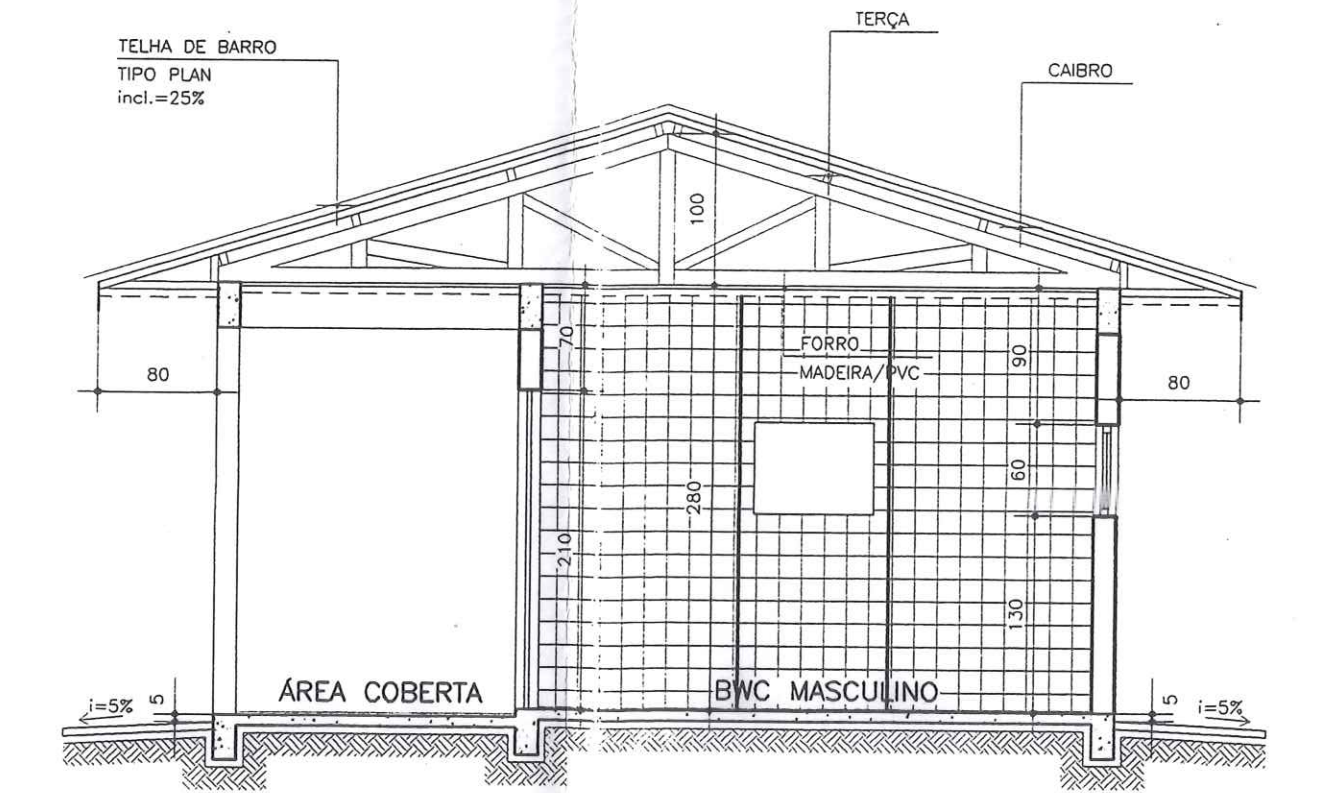 TERÇA
TELHA DE BARRO
TIPO PLAN
incl.=25%
CAIBRO
100
70
FORRO
MADEIRA/PVC
90
80
80
60
280
210
130
ÁREA COBERTA
BWC MASCULINO
i=5%
5
5
i=5%